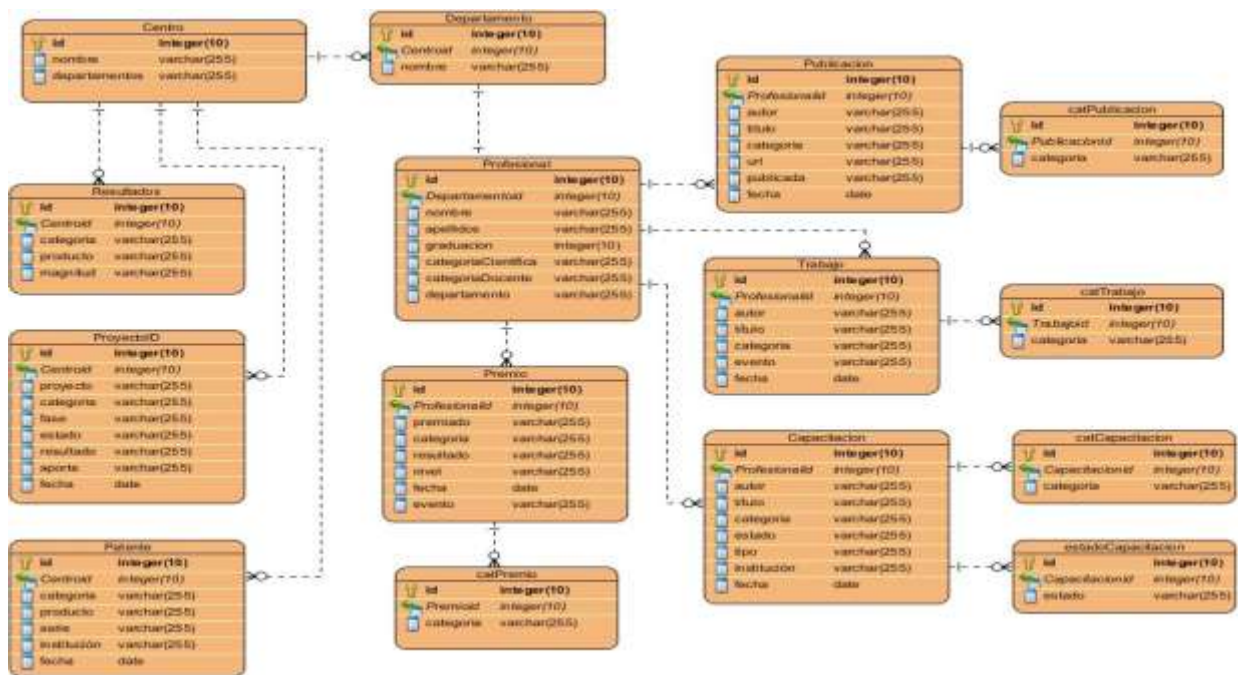 Centro
Id integer(10)
nombre varchar(255)
departamentos varchar(255)
Departamento
Id integer(10)
CentroId integer(10)
nombre varchar(255)
Publicacion
Id integer(10)
ProfesionalId integer(10)
autor varchar(255)
titulo varchar(255)
categoria varchar(255)
url varchar(255)
publicada varchar(255)
fecha date
catPublicacion
Id integer(10)
PublicacionId integer(10)
categoria varchar(255)
Profesional
Id integer(10)
DepartamentoId integer(10)
nombre varchar(255)
apellidos varchar(255)
graduacion integer(10)
categoriaCientifica varchar(255)
categoriaDocente varchar(255)
departamento varchar(255)
Resultados
Id integer(10)
CentroId integer(10)
categoria varchar(255)
producto varchar(255)
magnitud varchar(255)
Trabajo
Id integer(10)
ProfesionalId integer(10)
autor varchar(255)
titulo varchar(255)
categoria varchar(255)
evento varchar(255)
fecha date
catTrabajo
Id integer(10)
TrabajoId integer(10)
categoria varchar(255)
ProyectoID
Id integer(10)
CentroId integer(10)
proyecto varchar(255)
categoria varchar(255)
fase varchar(255)
estado varchar(255)
resultado varchar(255)
aporte varchar(255)
fecha date
Premio
Id integer(10)
ProfesionalId integer(10)
premiado varchar(255)
categoria varchar(255)
resultado varchar(255)
nivel varchar(255)
fecha date
evento varchar(255)
Capacitacion
Id integer(10)
ProfesionalId integer(10)
autor varchar(255)
titulo varchar(255)
categoria varchar(255)
estado varchar(255)
tipo varchar(255)
institución varchar(255)
fecha date
catCapacitacion
Id integer(10)
CapacitacionId integer(10)
categoria varchar(255)
estadoCapacitacion
Id integer(10)
CapacitacionId integer(10)
estado varchar(255)
Patente
Id integer(10)
CentroId integer(10)
categoria varchar(255)
producto varchar(255)
varchar(255)
institución varchar(255)
fecha date
catPremio
Id integer(10)
PremioId integer(10)
categoria varchar(255)